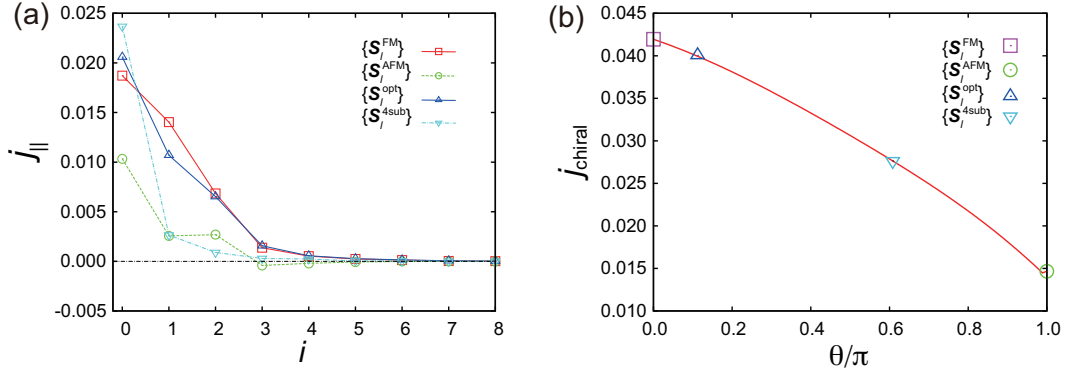 (a)
0.025
0.020
0.015
0.010
0.005
0.000
-0.005
j||
0 1 2 3 4 5 6 7 8
i
{S_l^FM}
{S_l^AFM}
{S_l^opt}
{S_l^4sub}
(b)
0.045
0.040
0.035
0.030
0.025
0.020
0.015
0.010
j_chiral
0.0 0.2 0.4 0.6 0.8 1.0
θ/π
{S_l^FM}
{S_l^AFM}
{S_l^opt}
{S_l^4sub}